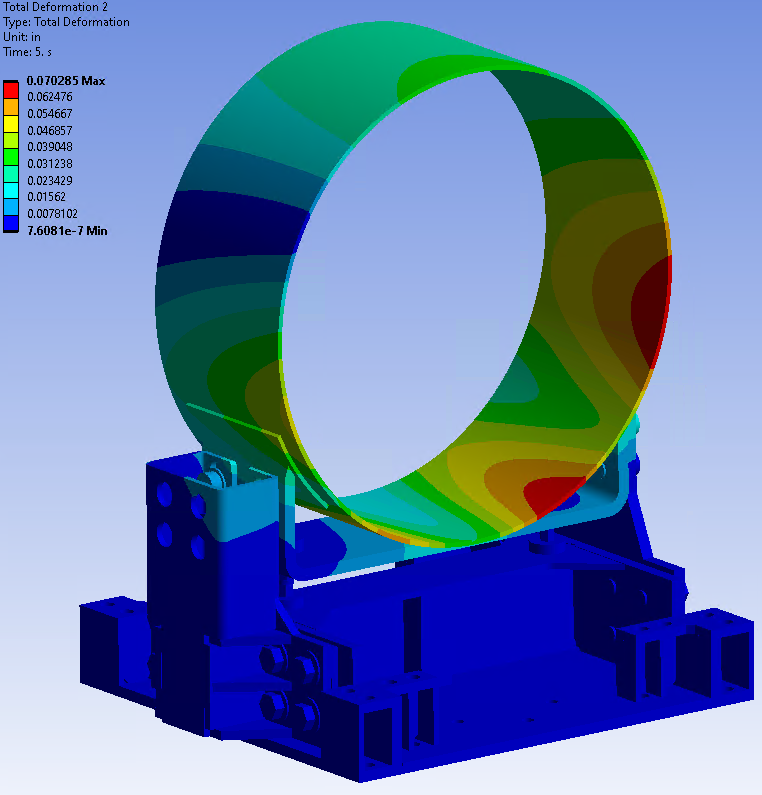 Total Deformation 2
Type: Total Deformation
Unit: in
Time: 5. s
0.070285 Max
0.062476
0.054667
0.046857
0.039048
0.031238
0.023429
0.01562
0.0078102
7.6081e-7 Min